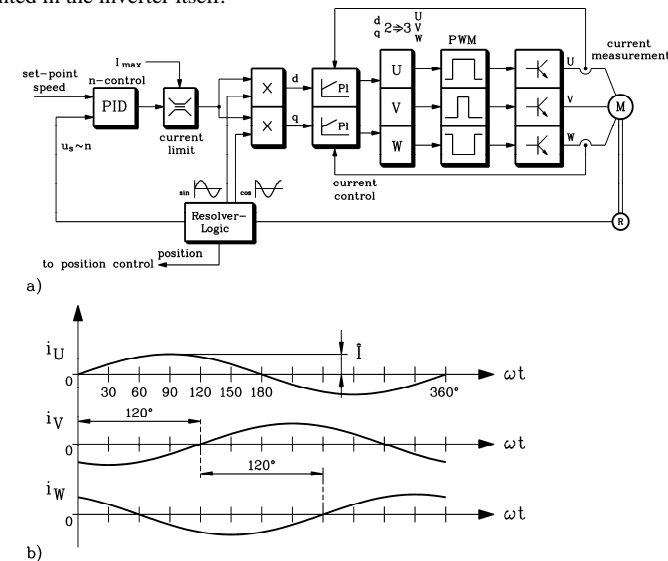 nted in the inverter itself.
d
q 2⇒3 U
V
W
PWM
current
measurement
I max
set-point
speed
n-control
PID
current
limit
×
×
d
q
PI
PI
U
V
W
U
V
W
M
R
u s ~ n
sin
cos
current
control
Resolver-
Logic
position
to position control
a)
i U
Î
0
ωt
30 60 90 120 150 180 360°
i V
120°
0
ωt
120°
i W
0
ωt
b)